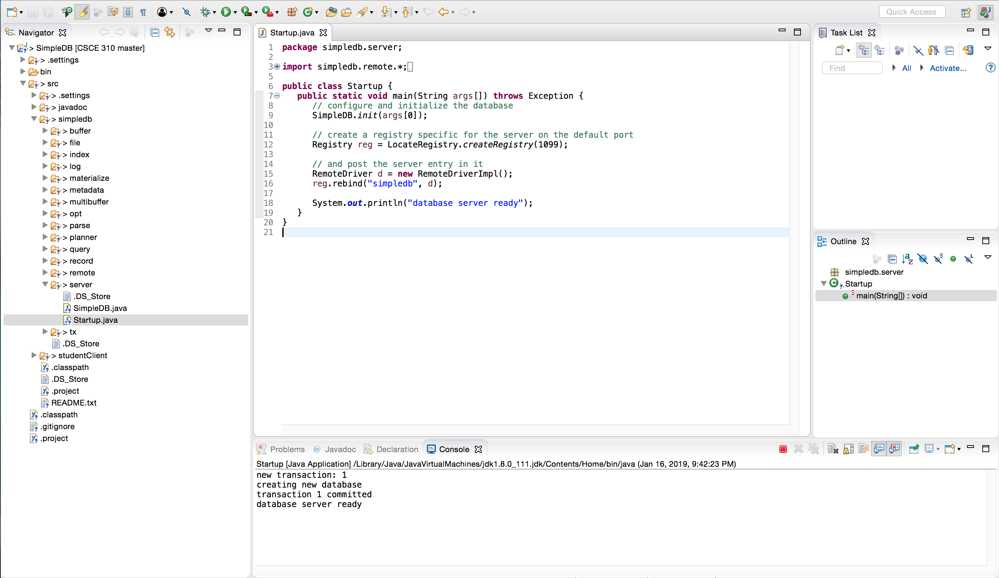 Quick Access
Navigator
> SimpleDB [CSCE 310 master]
> .settings
bin
> src
> .settings
> javadoc
> simpledb
> buffer
> file
> index
> log
> materialize
> metadata
> multibuffer
> opt
> parse
> planner
> query
> record
> remote
> server
.DS_Store
SimpleDB.java
Startup.java
> tx
.DS_Store
> studentClient
.classpath
.DS_Store
.project
README.txt
.classpath
.gitignore
.project
Startup.java
1 package simpledb.server;
2
3 import simpledb.remote.*;
5
6 public class Startup {
7 public static void main(String args[]) throws Exception {
8 // configure and initialize the database
9 SimpleDB.init(args[0]);
10
11 // create a registry specific for the server on the default port
12 Registry reg = LocateRegistry.createRegistry(1099);
13
14 // and post the server entry in it
15 RemoteDriver d = new RemoteDriverImpl();
16 reg.rebind("simpledb", d);
17
18 System.out.println("database server ready");
19 }
20 }
21
Problems @ Javadoc Declaration Console
Startup [Java Application] /Library/Java/JavaVirtualMachines/jdk1.8.0_111.jdk/Contents/Home/bin/java (Jan 16, 2019, 9:42:23 PM)
new transaction: 1
creating new database
transaction 1 committed
database server ready
Task List
Find All Activate...
Outline
simpledb.server
Startup
main(String[]) : void